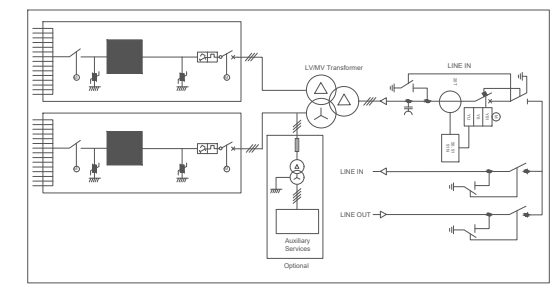 LV/MV Transformer
LINE IN
LINE IN
LINE OUT
Auxiliary
Services
Optional